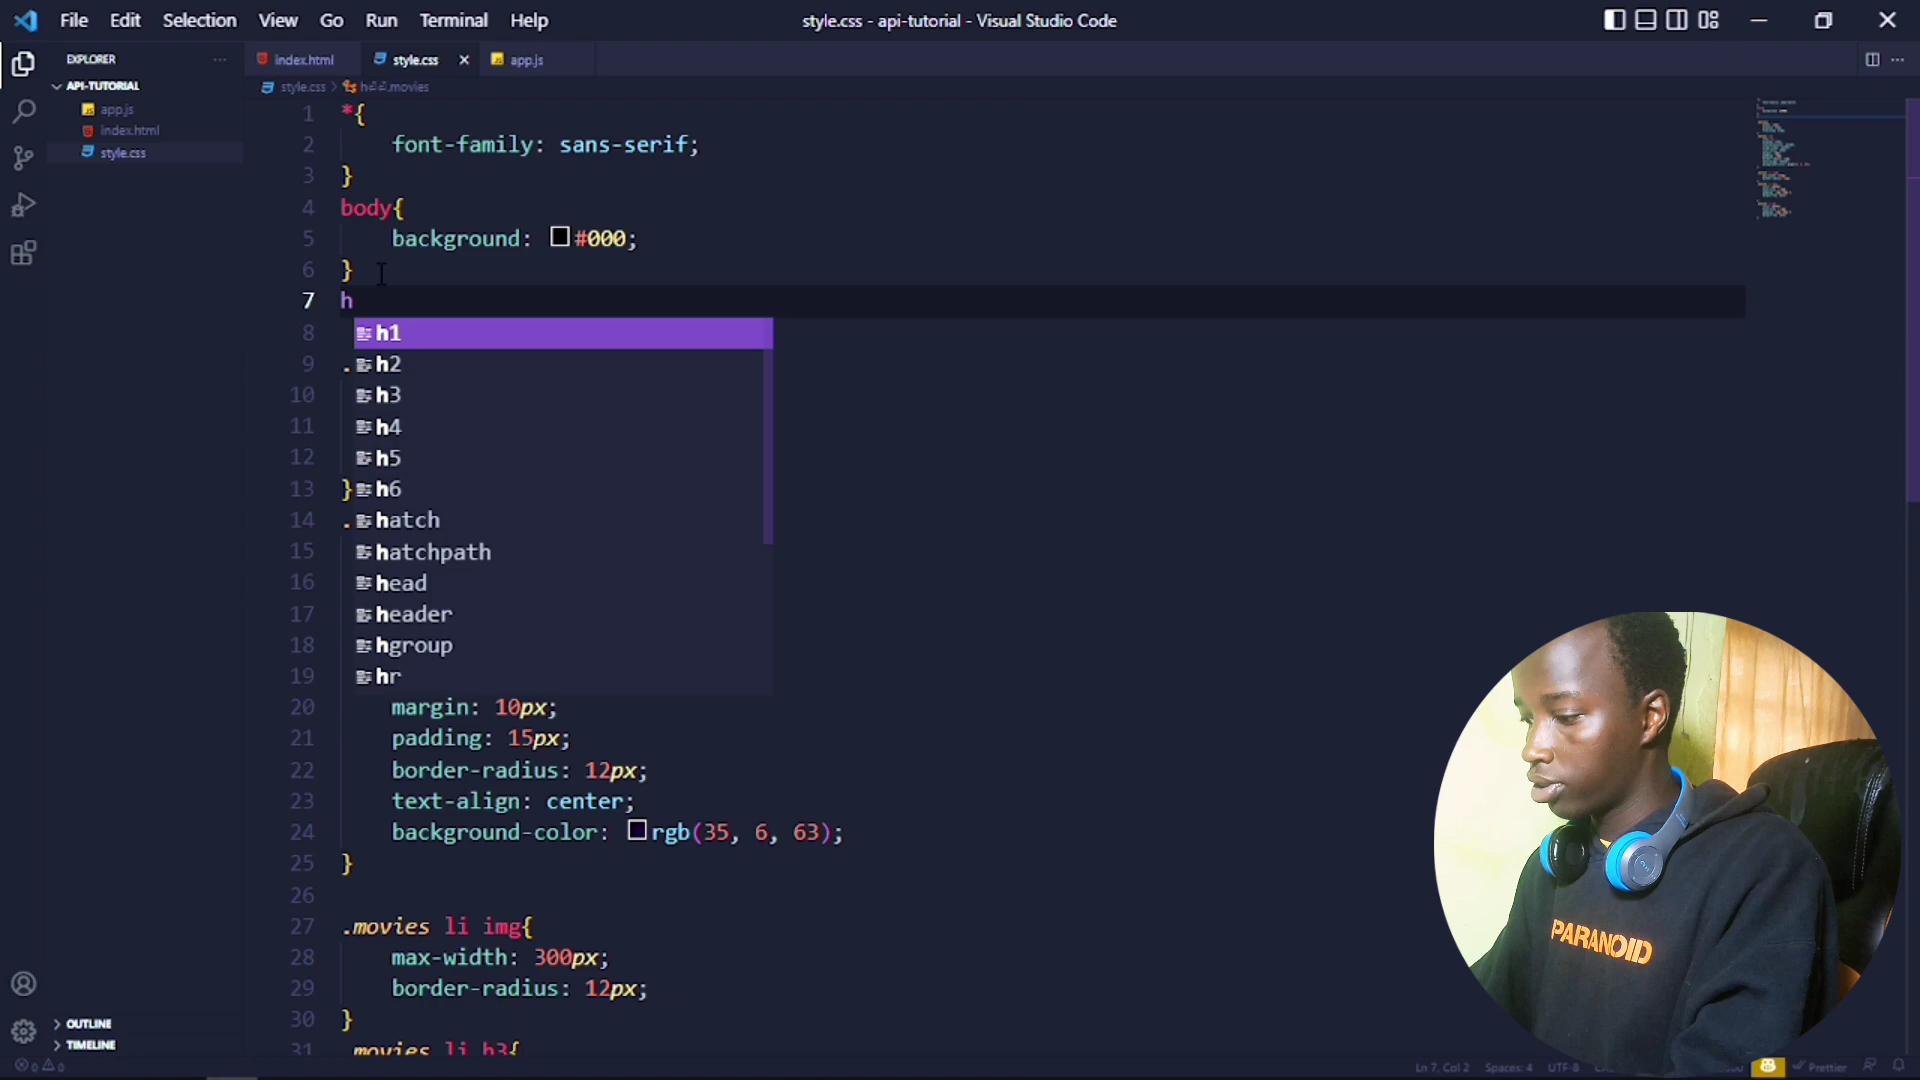 File Edit Selection View Go Run Terminal Help
style.css - api-tutorial - Visual Studio Code
EXPLORER
API-TUTORIAL
app.js
index.html
style.css
OUTLINE
TIMELINE
index.html style.css app.js
style.css
.movies
1 *{
2 font-family: sans-serif;
3 }
4 body{
5 background: #000;
6 }
7 h
8 h1
9 . h2
10 h3
11 h4
12 h5
13 } h6
14 . hatch
15 hatchpath
16 head
17 header
18 hgroup
19 hr
20 margin: 10px;
21 padding: 15px;
22 border-radius: 12px;
23 text-align: center;
24 background-color: rgb(35, 6, 63);
25 }
26
27 .movies li img{
28 max-width: 300px;
29 border-radius: 12px;
30 }
31 .movies li h3{
PARANOID
0 0
Ln 7, Col 2 Spaces: 4 UTF-8
Prettier